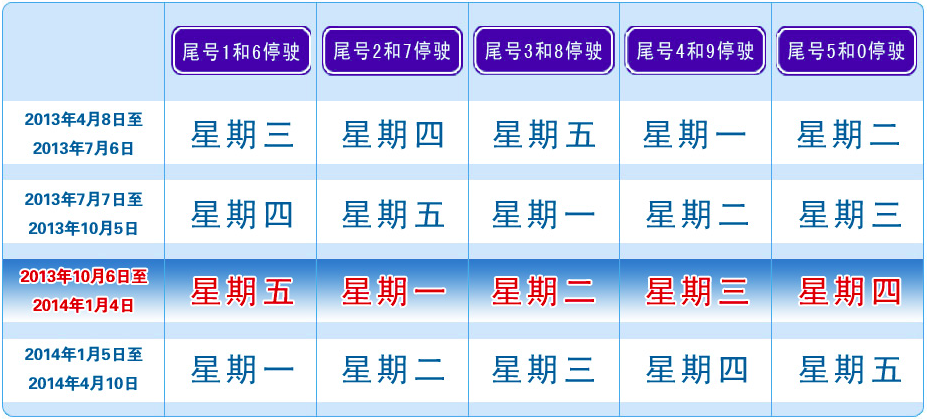 尾号1和6停驶 尾号2和7停驶 尾号3和8停驶 尾号4和9停驶 尾号5和0停驶
2013年4月8日至
2013年7月6日
星期三 星期四 星期五 星期一 星期二
2013年7月7日至
2013年10月5日
星期四 星期五 星期一 星期二 星期三
2013年10月6日至
2014年1月4日
星期五 星期一 星期二 星期三 星期四
2014年1月5日至
2014年4月10日
星期一 星期二 星期三 星期四 星期五